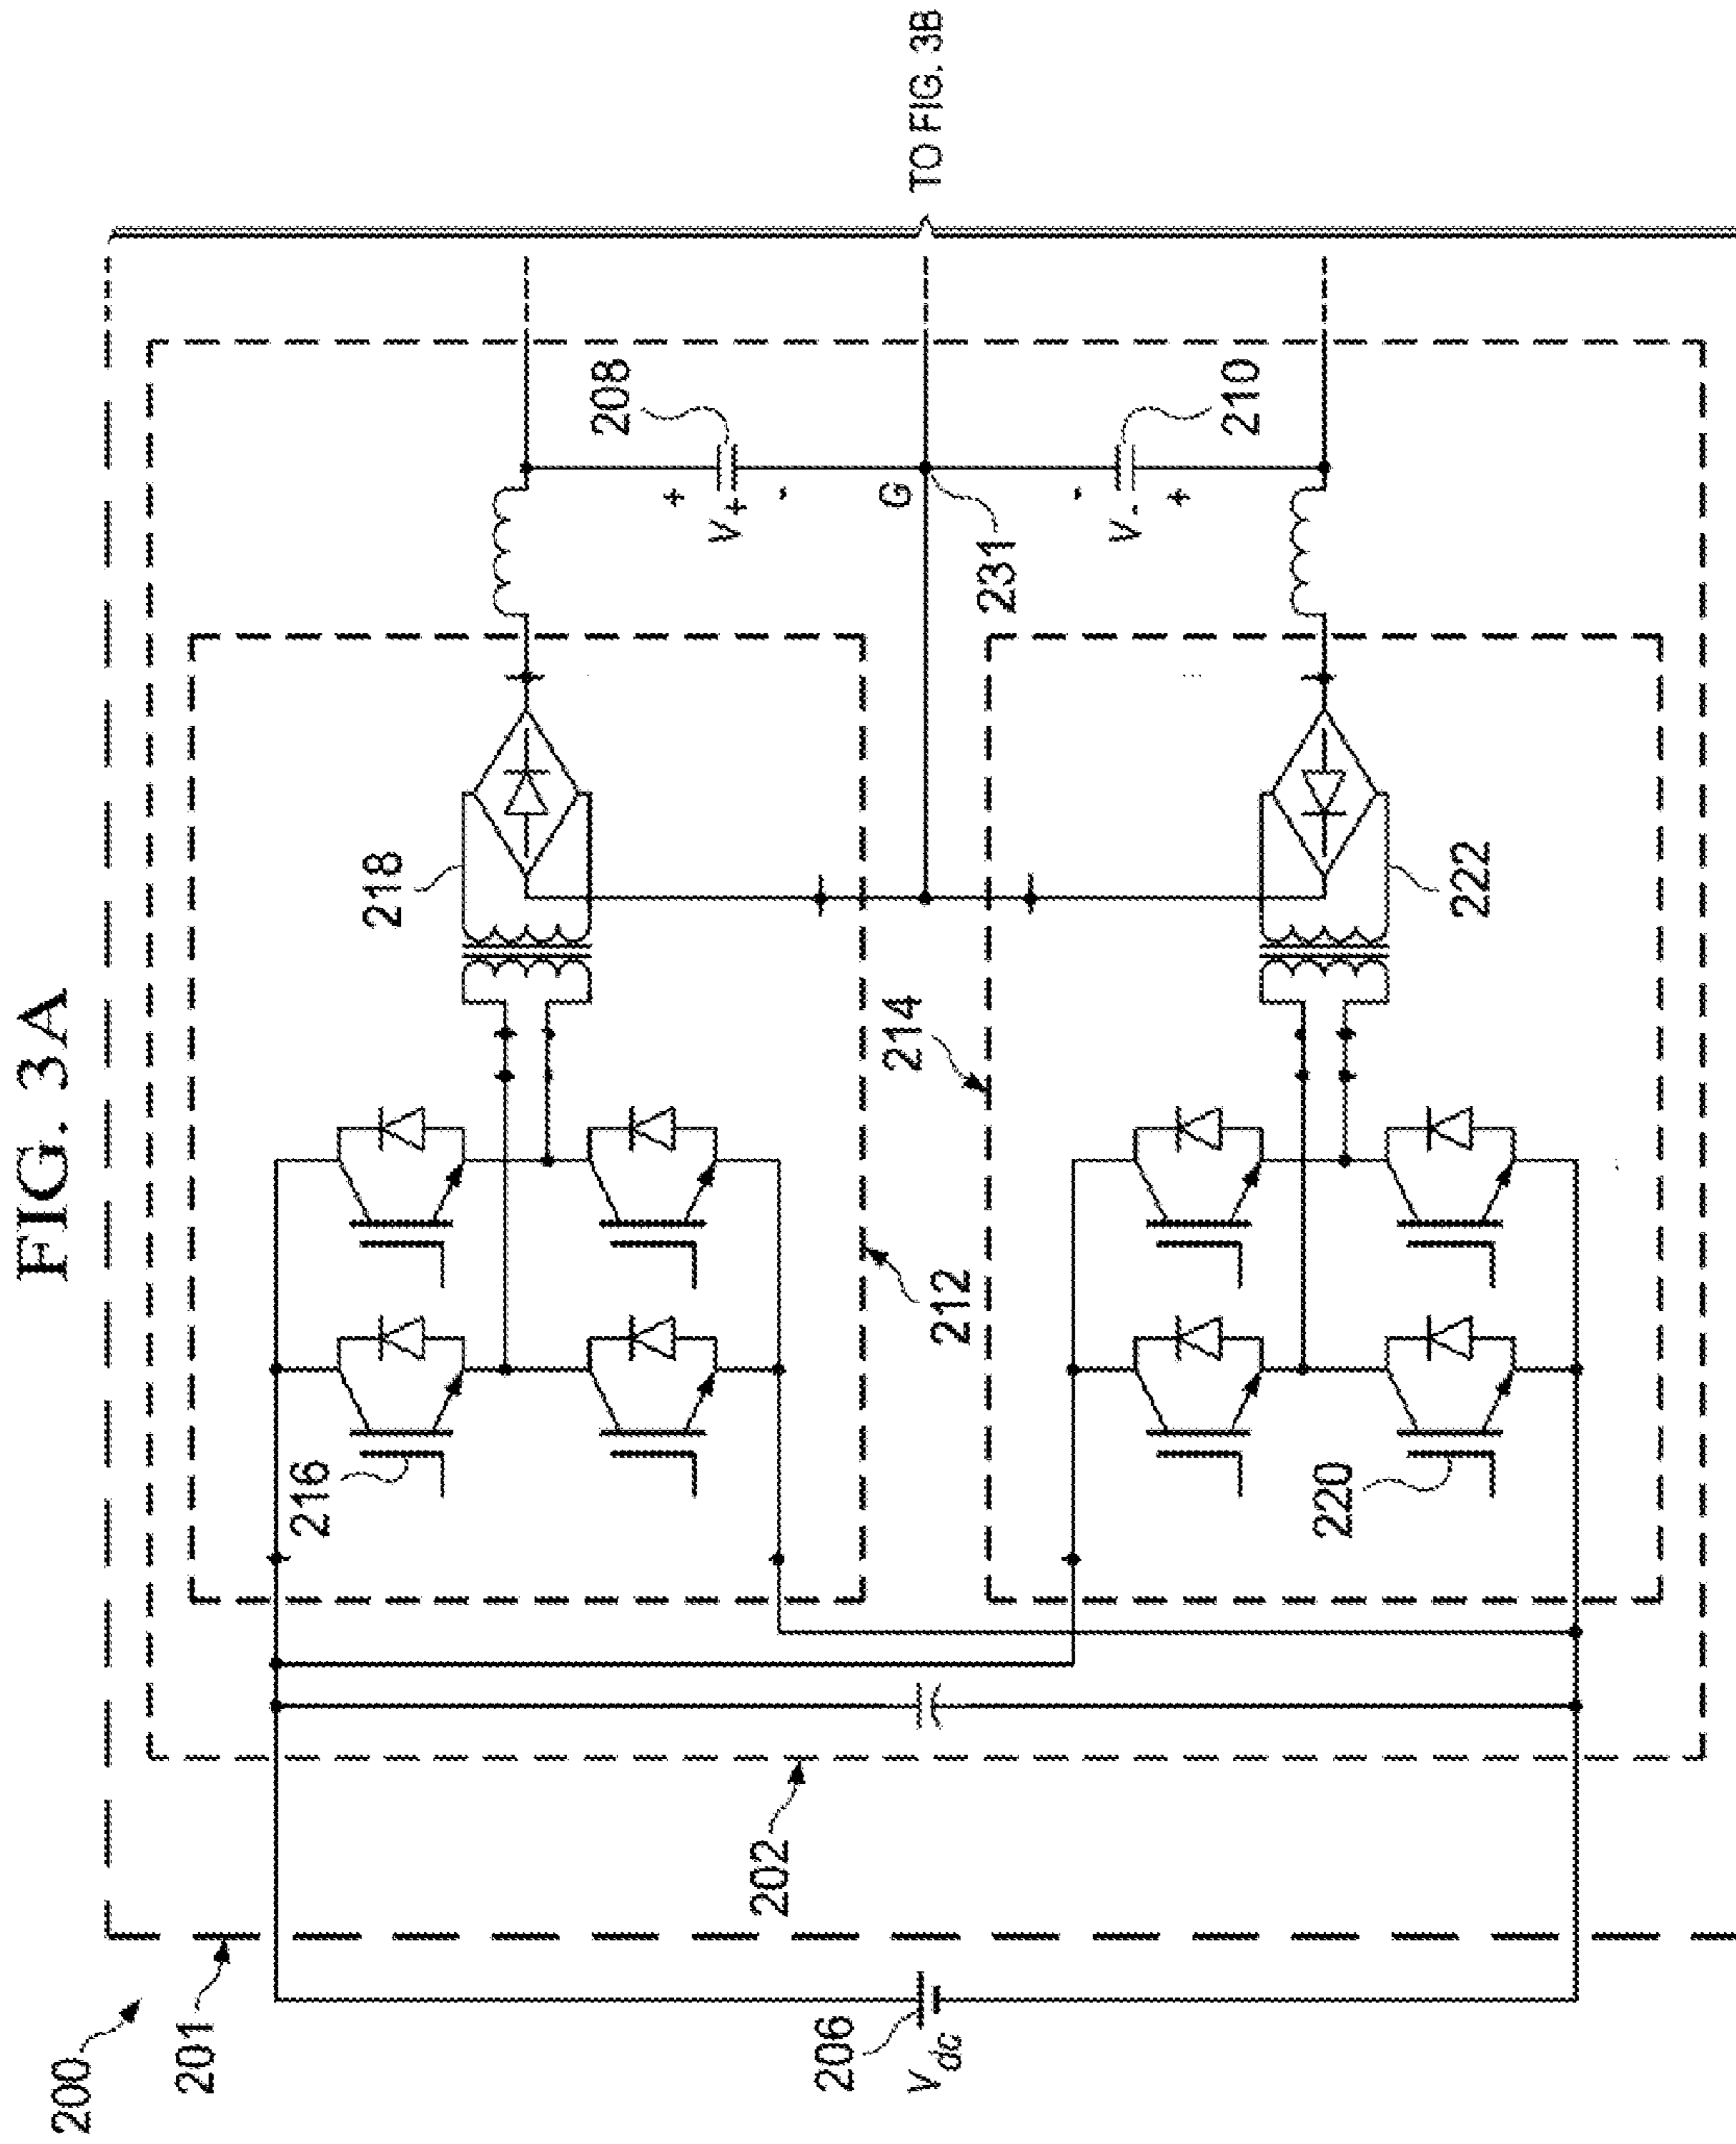 FIG. 3A
200
201
202
206
Vdc
216
218
212
214
220
222
208
+
V+
-
G
231
-
V-
+
210
TO FIG. 3B